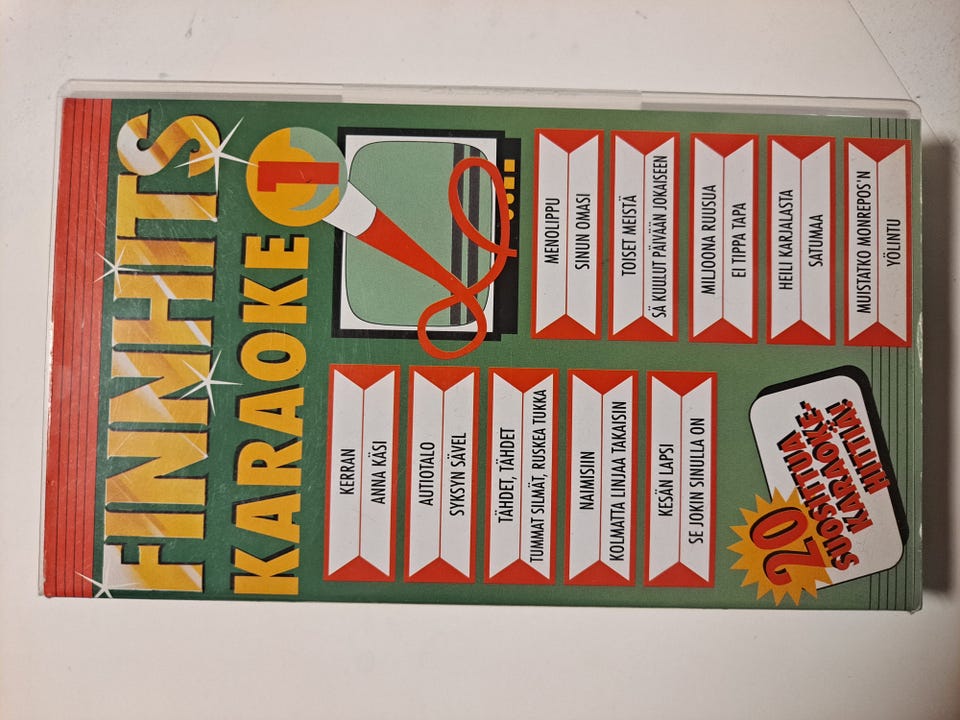 FINNHITS
KARAOKE 1
KERRAN
ANNA KÄSI
AUTIOTALO
SYKSYN SÄVEL
TÄHDET, TÄHDET
TUMMAT SILMÄT, RUSKEA TUKKA
NAIMISIIN
KOLMATTA LINJAA TAKAISIN
KESÄN LAPSI
SE JOKIN SINULLA ON
MENOLIPPU
SINUN OMASI
TOISET MEISTÄ
SÄ KUULUT PÄIVÄÄN JOKAISEEN
MILJOONA RUUSUA
EI TIPPA TAPA
HEILI KARJALASTA
SATUMAA
MUISTATKO MONREPOS'N
YÖLINTU
20
SUOSITTUA
KARAOKE-
HITTIÄ!